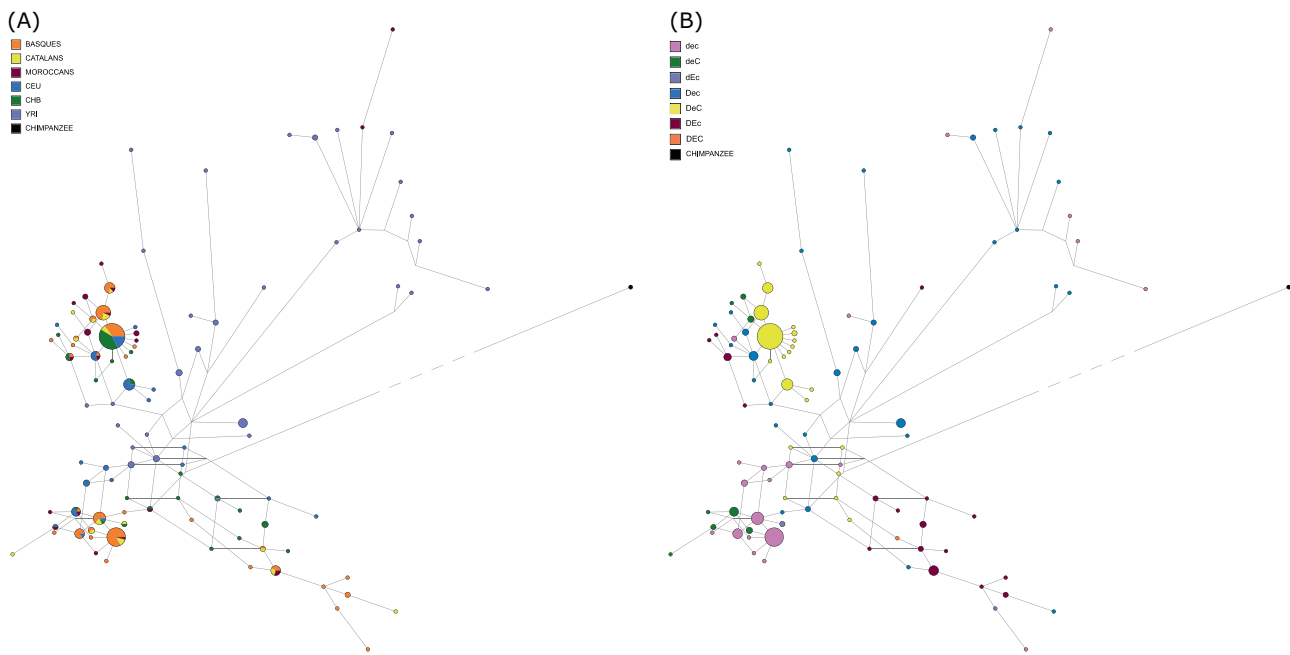 (A)
BASQUES
CATALANS
MOROCCANS
CEU
CHB
YRI
CHIMPANZEE
(B)
dec
deC
dEc
Dec
DeC
DEc
DEC
CHIMPANZEE